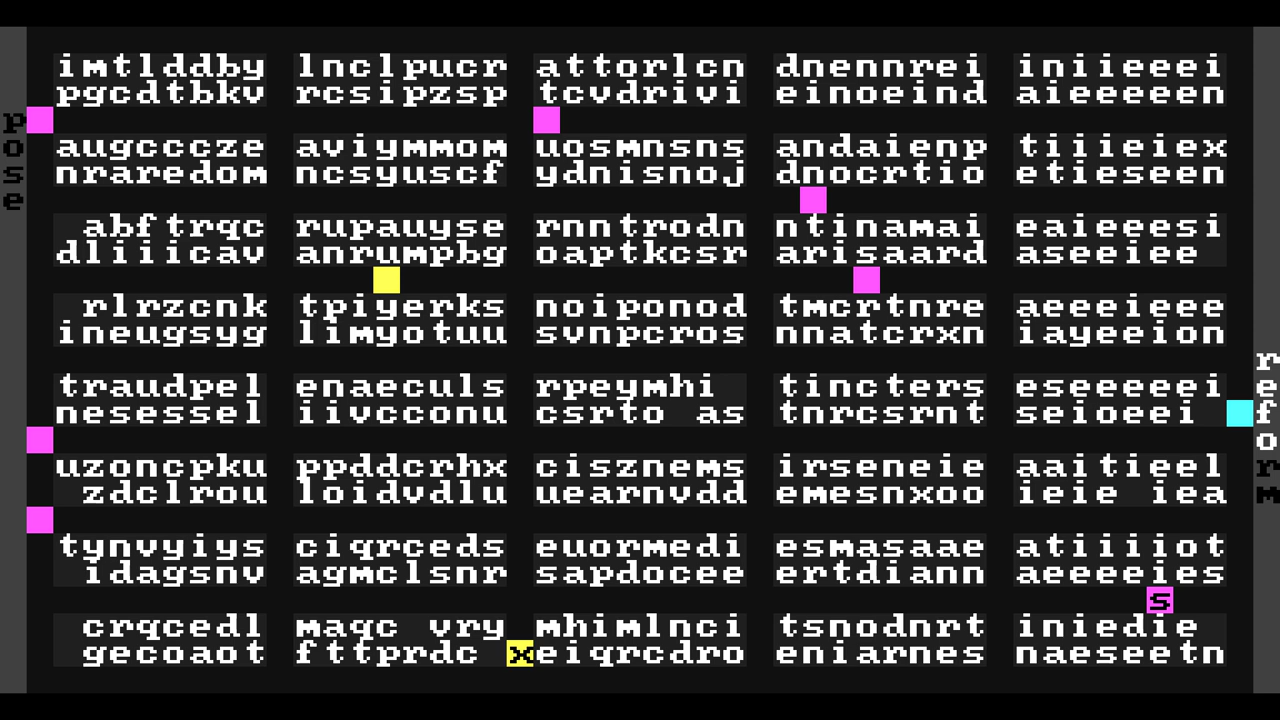 imtlddby lnclpucr attorlcn dnennrei iniieeei
pgcdtbkv rcsipzsp tcvdrivi einoeind aieeeeen
pose
augcccze aviymmom uosmnsns andaienp tiiieiex
nraredom ncsyuscf ydnisnoj dnocrtio etieseen
abftrqc rupauyse rnntrodn ntinamai eaieeesi
dliiicav anrumpbg oaptkcsr arisaard aseeiee
rlrzcnk tpiyerks noiponod tmcrtnre aeeeieee
ineugsyg limyotuu svnpcros nnatcrxn iayeeion
reform
traudpel enaeculs rpeymhi tincters eseeeeei
nesessel iivcconu csrto as tnrcsrnt seioeei
uzoncpku ppddcrhx cisznems irseneie aaitieel
zdclrou loidvdlu uearnvdd emesnxoo ieie iea
tynvyiys ciqrceds euormedi esmasaae atiiiiot
idagsnv agmclsnr sapdocee ertdiann aeeeeies
s
crqcedl maqc vry mhimlnci tsnodnrt iniedie
gecoaot fttprdc xeiqrcdro eniarnes naeseetn